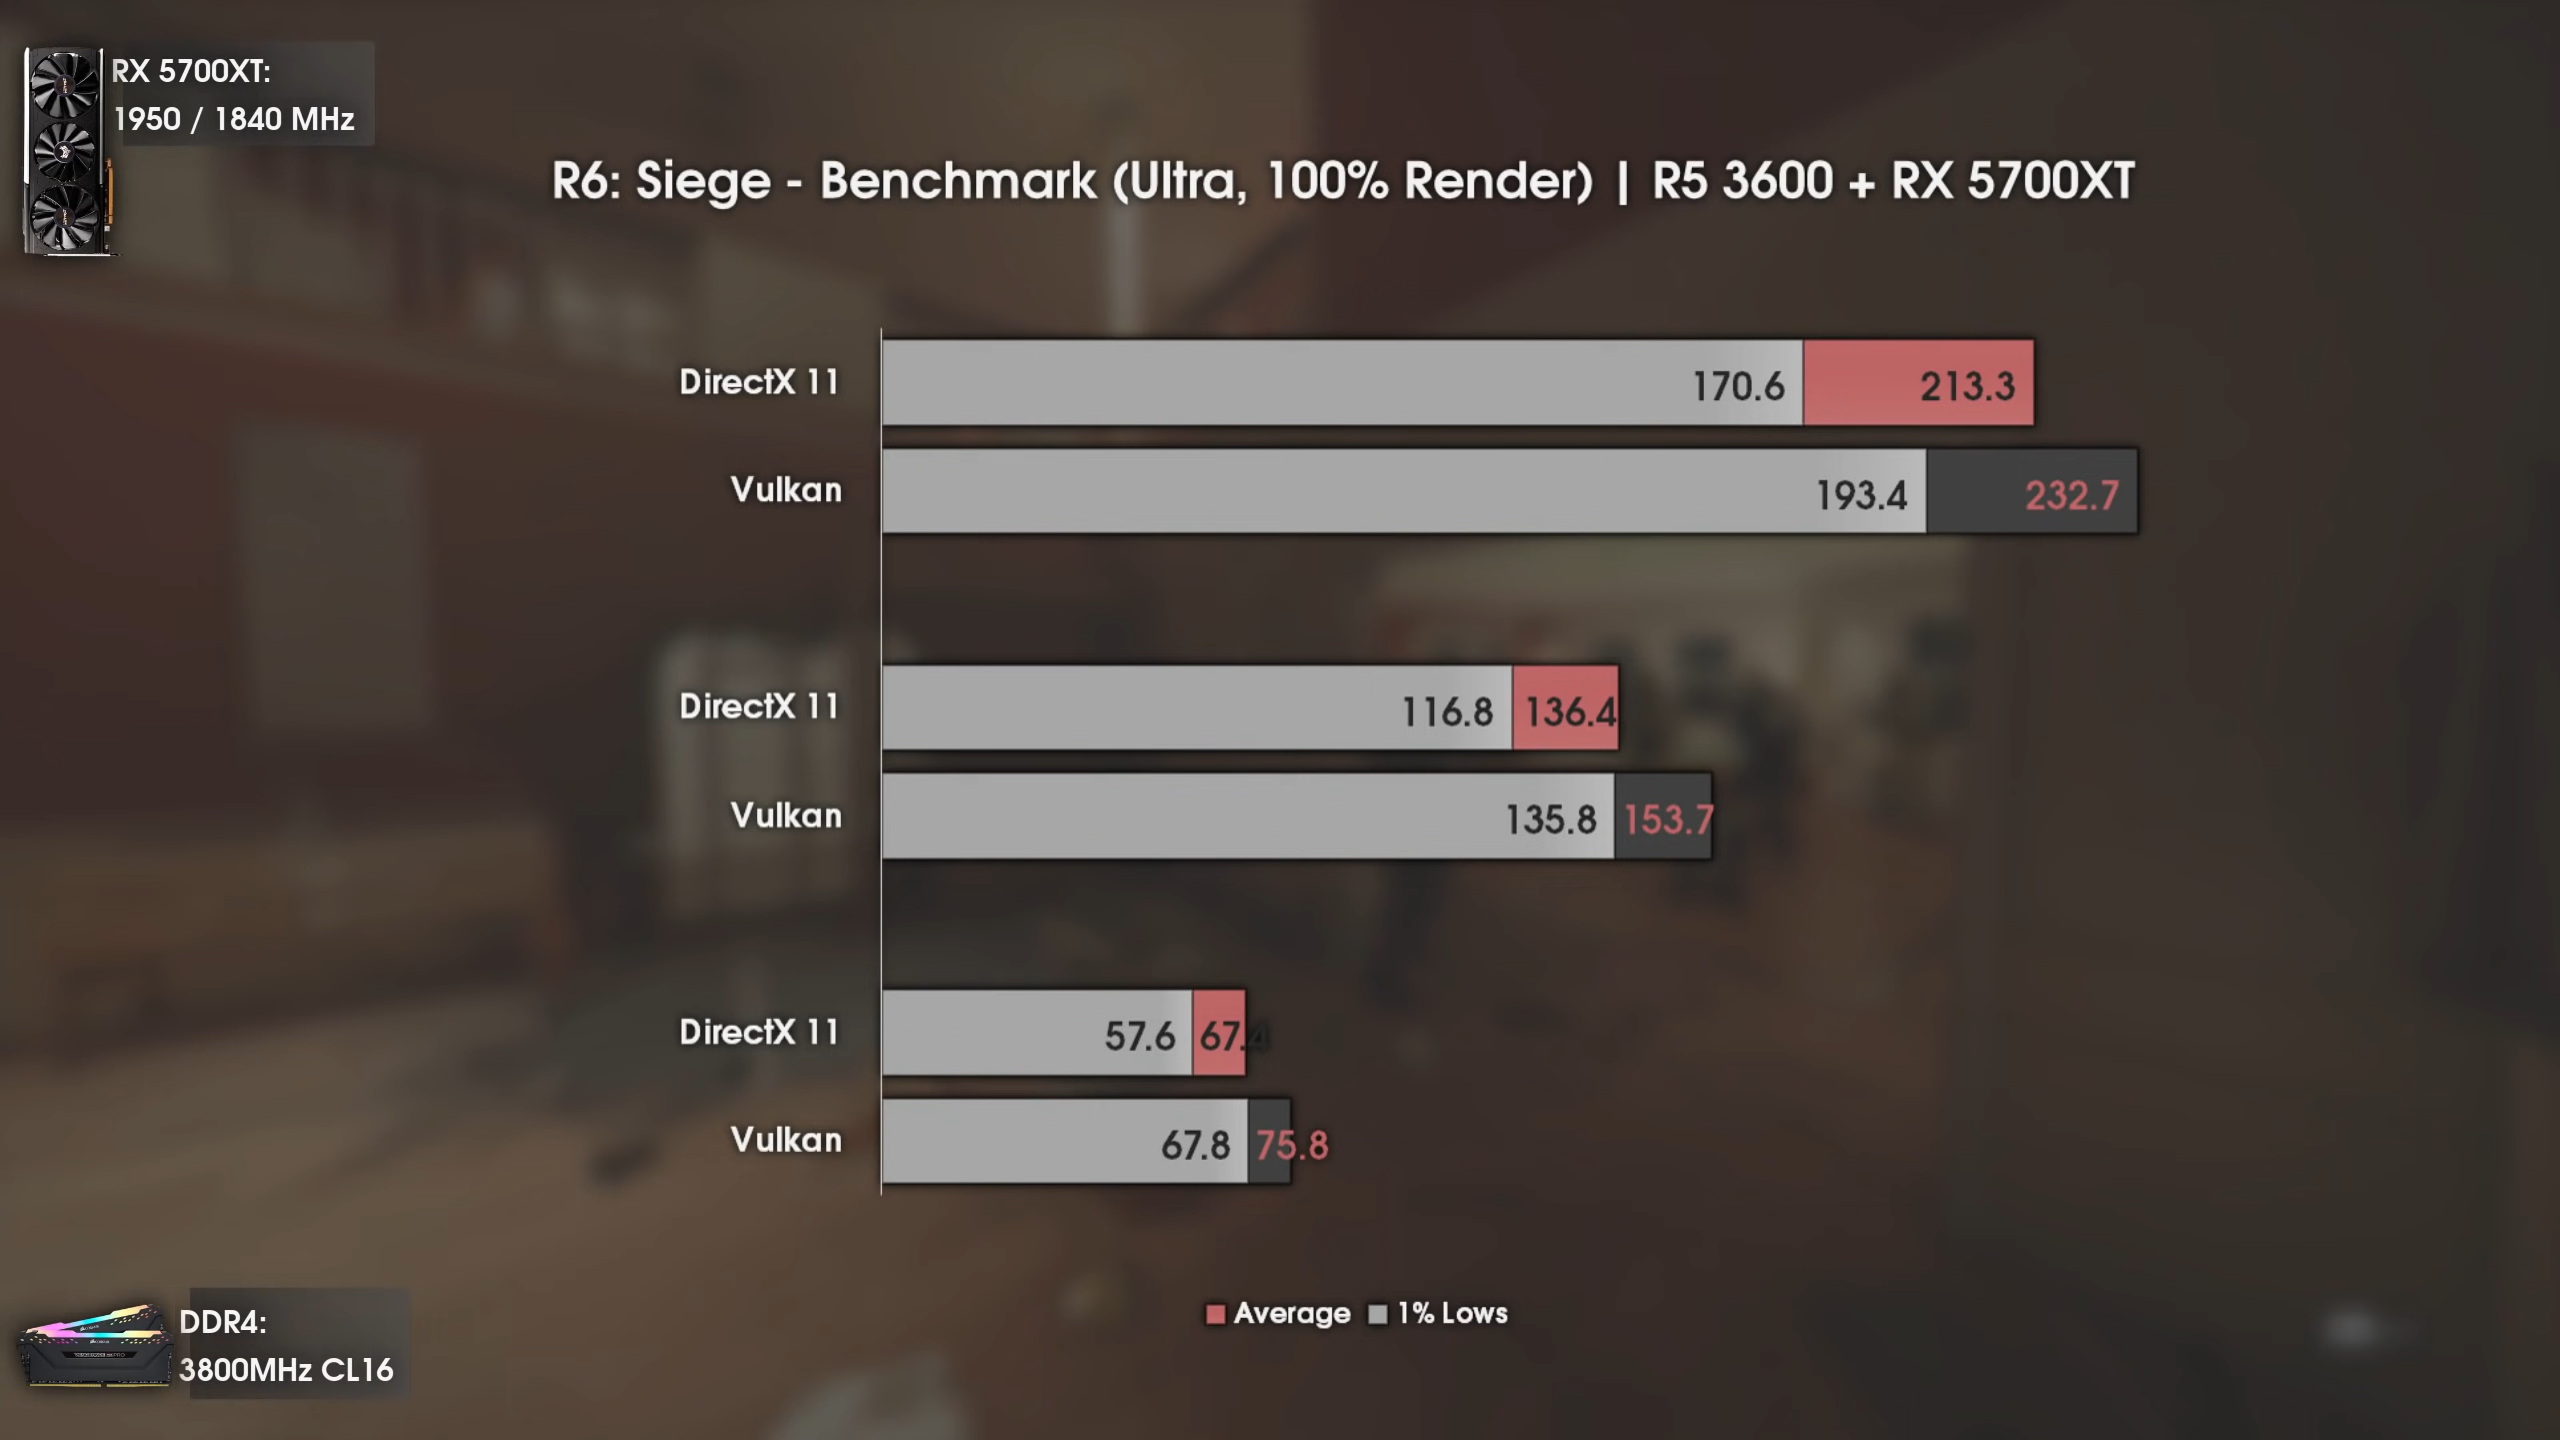 RX 5700XT:
1950 / 1840 MHz
R6: Siege - Benchmark (Ultra, 100% Render) | R5 3600 + RX 5700XT
DirectX 11 170.6 213.3
Vulkan 193.4 232.7
DirectX 11 116.8 136.4
Vulkan 135.8 153.7
DirectX 11 57.6 67.4
Vulkan 67.8 75.8
Average 1% Lows
DDR4:
3800MHz CL16